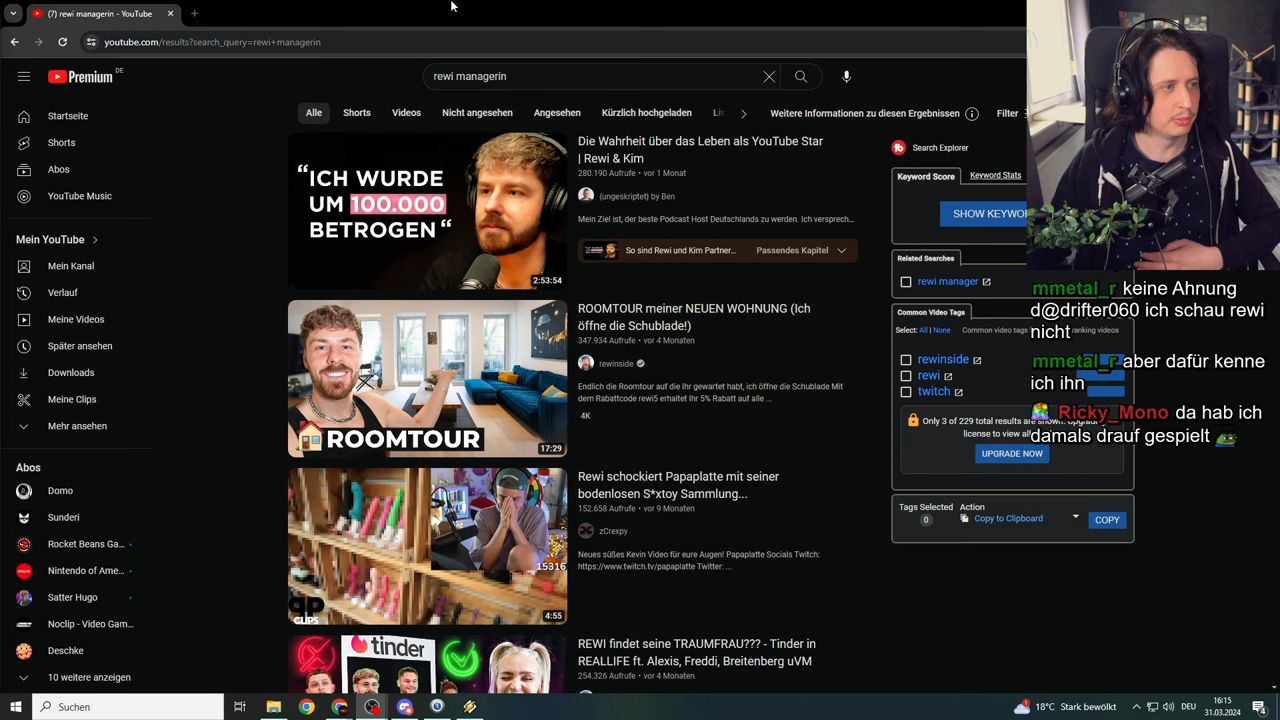 (7) rewi managerin - YouTube
youtube.com/results?search_query=rewi+managerin
Premium DE
rewi managerin
Alle
Shorts
Videos
Nicht angesehen
Angesehen
Kürzlich hochgeladen
Weitere Informationen zu diesen Ergebnissen
Filter
Startseite
Shorts
Abos
YouTube Music
Mein YouTube
Mein Kanal
Verlauf
Meine Videos
Später ansehen
Downloads
Meine Clips
Mehr ansehen
Abos
Domo
Sunderi
Rocket Beans Ga...
Nintendo of Ame...
Satter Hugo
Noclip - Video Gam...
Deschke
10 weitere anzeigen
“ICH WURDE
UM 100.000
BETROGEN“
2:53:54
Die Wahrheit über das Leben als YouTube Star
| Rewi & Kim
280.190 Aufrufe • vor 1 Monat
{ungeskriptet} by Ben
Mein Ziel ist, der beste Podcast Host Deutschlands zu werden. Ich versprech...
So sind Rewi und Kim Partner...
Passendes Kapitel
ROOMTOUR
17:29
ROOMTOUR meiner NEUEN WOHNUNG (Ich
öffne die Schublade!)
347.934 Aufrufe • vor 4 Monaten
rewinside
Endlich die Roomtour auf die Ihr gewartet habt, ich öffne die Schublade Mit
dem Rabattcode rewi5 erhaltet Ihr 5% Rabatt auf alle ...
4K
15316
CLIPS
4:55
Rewi schockiert Papaplatte mit seiner
bodenlosen S*xtoy Sammlung...
152.658 Aufrufe • vor 9 Monaten
zCrexpy
Neues süßes Kevin Video für eure Augen! Papaplatte Socials Twitch:
https://www.twitch.tv/papaplatte Twitter: ...
tinder
REWI findet seine TRAUMFRAU??? - Tinder in
REALLIFE ft. Alexis, Freddi, Breitenberg uVM
254.326 Aufrufe • vor 4 Monaten
Search Explorer
Keyword Score
Keyword Stats
SHOW KEYWO
Related Searches
rewi manager
Common Video Tags
Select: All | None
Common video tags
anking videos
rewinside
rewi
twitch
Only 3 of 229 total results are shown. Upgra
license to view all
UPGRADE NOW
Tags Selected
0
Action
Copy to Clipboard
COPY
mmetal_r keine Ahnung
d@drifter060 ich schau rewi
nicht
mmetal_r aber dafür kenne
ich ihn
Ricky_Mono da hab ich
damals drauf gespielt
Suchen
18°C Stark bewölkt
DEU
16:15
31.03.2024
4